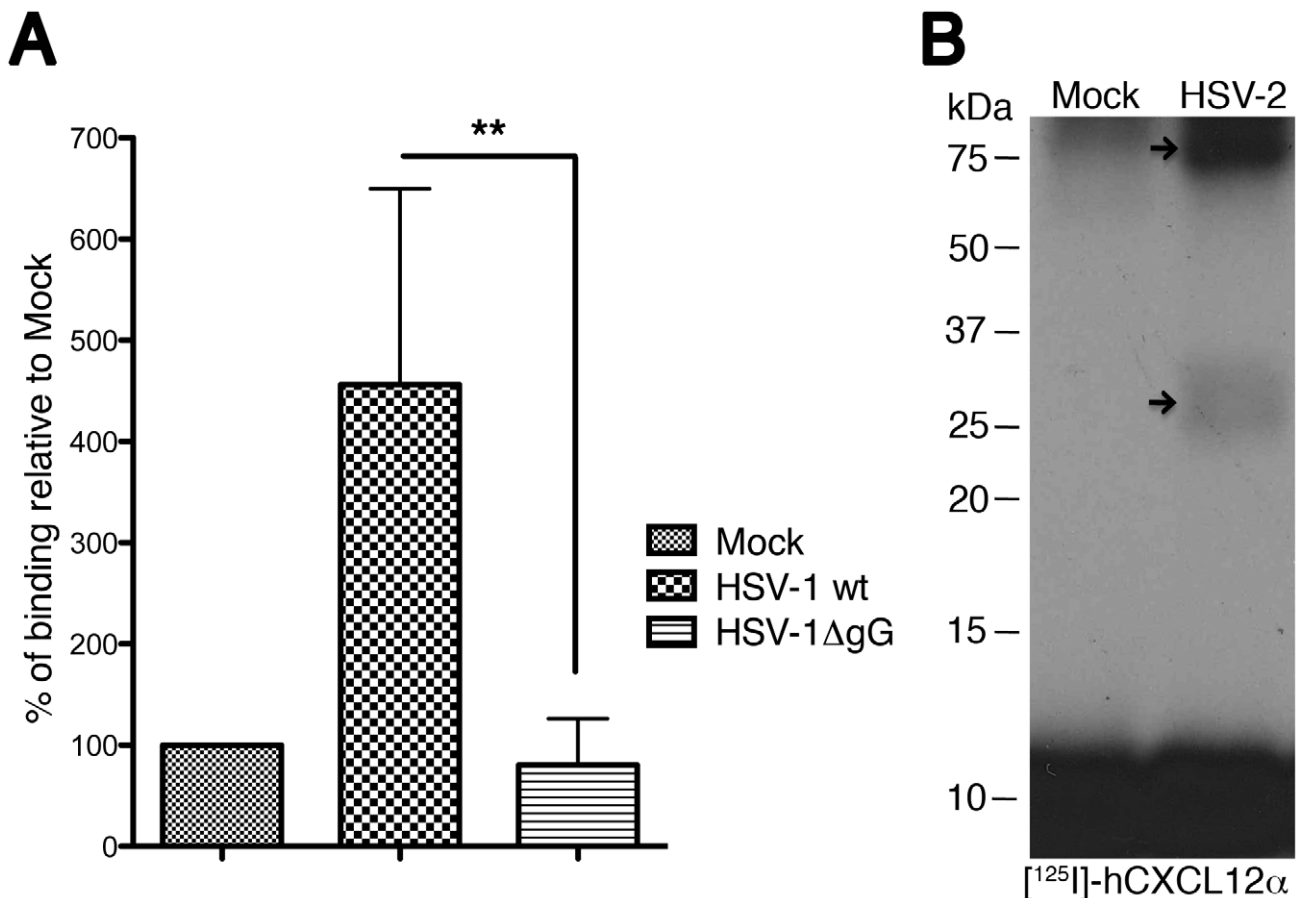 A
% of binding relative to Mock
700
600
500
400
300
200
100
0
**
Mock
HSV-1 wt
HSV-1ΔgG
B
kDa Mock HSV-2
75
50
37
25
20
15
10
[¹²⁵I]-hCXCL12α